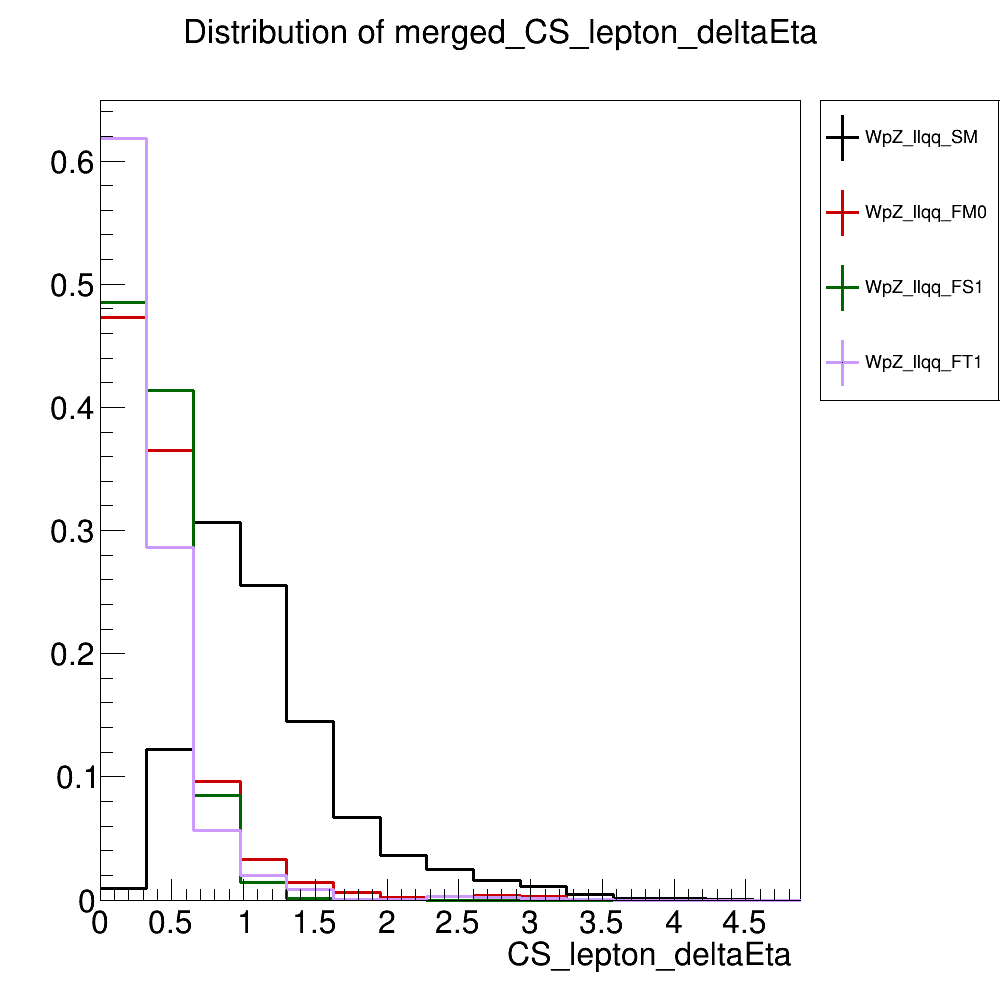 Distribution of merged_CS_lepton_deltaEta
WpZ_llqq_SM
WpZ_llqq_FM0
WpZ_llqq_FS1
WpZ_llqq_FT1
0.6
0.5
0.4
0.3
0.2
0.1
0
0 0.5 1 1.5 2 2.5 3 3.5 4 4.5
CS_lepton_deltaEta